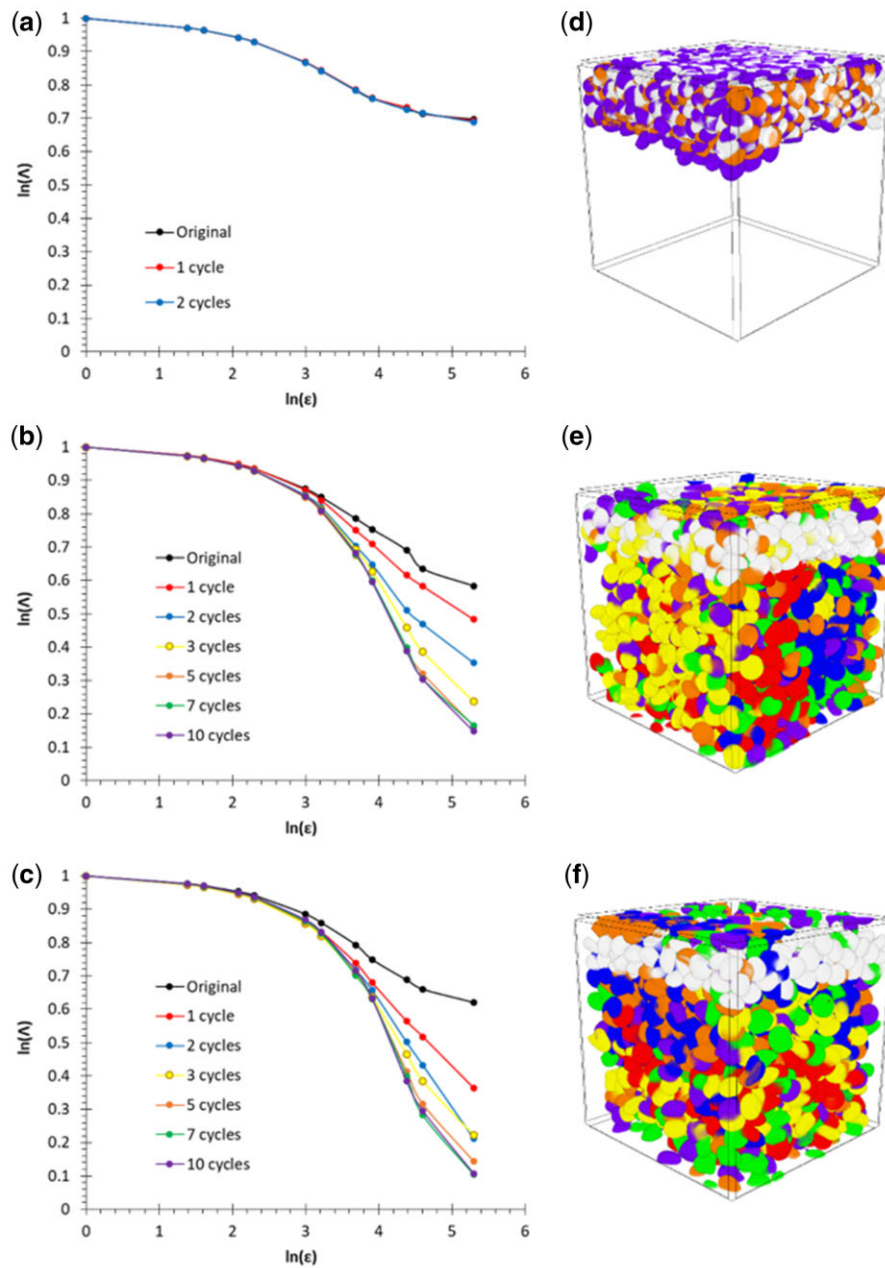 (a)
1
0.9
0.8
0.7
0.6
0.5
0.4
0.3
0.2
0.1
0
ln(Λ)
Original
1 cycle
2 cycles
0 1 2 3 4 5 6
ln(ε)
(d)
(b)
1
0.9
0.8
0.7
0.6
0.5
0.4
0.3
0.2
0.1
0
ln(Λ)
Original
1 cycle
2 cycles
3 cycles
5 cycles
7 cycles
10 cycles
0 1 2 3 4 5 6
ln(ε)
(e)
(c)
1
0.9
0.8
0.7
0.6
0.5
0.4
0.3
0.2
0.1
0
ln(Λ)
Original
1 cycle
2 cycles
3 cycles
5 cycles
7 cycles
10 cycles
0 1 2 3 4 5 6
ln(ε)
(f)